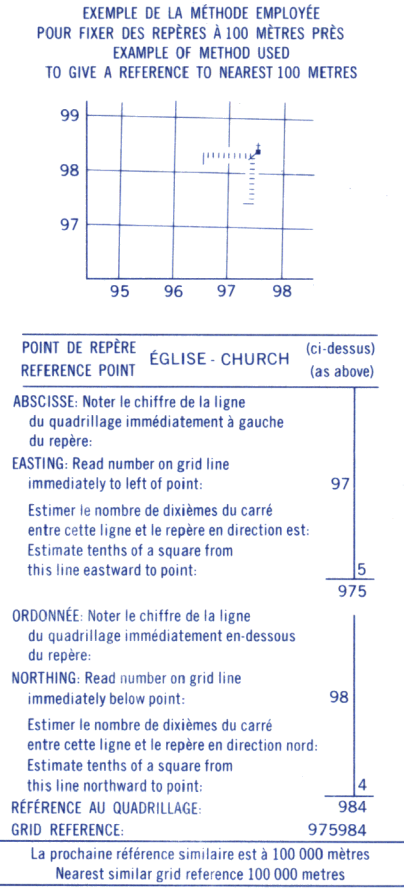 EXEMPLE DE LA MÉTHODE EMPLOYÉE
POUR FIXER DES REPÈRES À 100 MÈTRES PRÈS
EXAMPLE OF METHOD USED
TO GIVE A REFERENCE TO NEAREST 100 METRES
99
98
97
95 96 97 98
POINT DE REPÈRE
REFERENCE POINT
ÉGLISE - CHURCH
(ci-dessus)
(as above)
ABSCISSE: Noter le chiffre de la ligne
du quadrillage immédiatement à gauche
du repère:
EASTING: Read number on grid line
immediately to left of point: 97
Estimer le nombre de dixièmes du carré
entre cette ligne et le repère en direction est:
Estimate tenths of a square from
this line eastward to point: 5
975
ORDONNÉE: Noter le chiffre de la ligne
du quadrillage immédiatement en-dessous
du repère:
NORTHING: Read number on grid line
immediately below point: 98
Estimer le nombre de dixièmes du carré
entre cette ligne et le repère en direction nord:
Estimate tenths of a square from
this line northward to point: 4
RÉFÉRENCE AU QUADRILLAGE: 984
GRID REFERENCE: 975984
La prochaine référence similaire est à 100 000 mètres
Nearest similar grid reference 100 000 metres